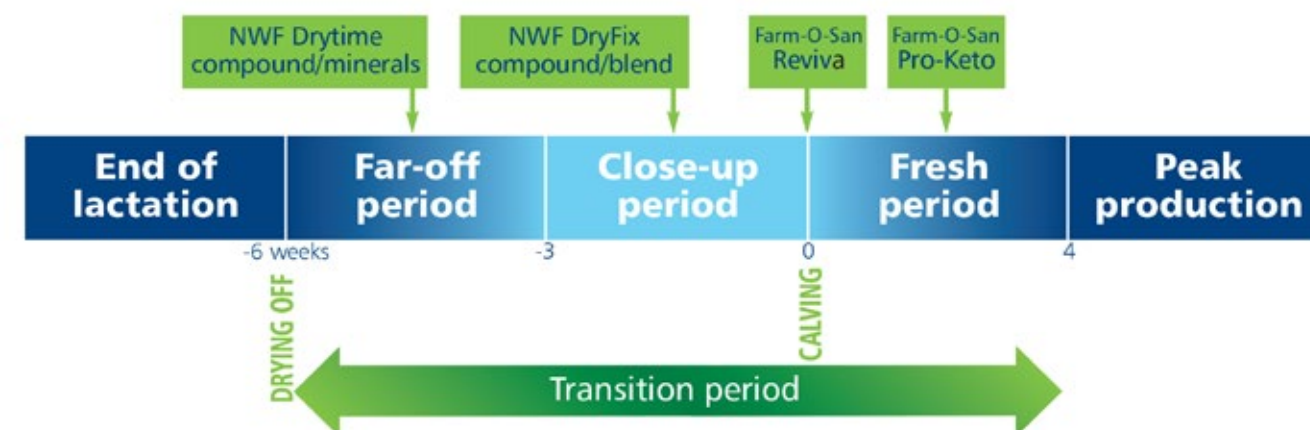 NWF Drytime
compound/minerals
NWF DryFix
compound/blend
Farm-O-San
Reviva
Farm-O-San
Pro-Keto
End of
lactation
Far-off
period
Close-up
period
Fresh
period
Peak
production
-6 weeks
-3
0
4
DRYING OFF
CALVING
Transition period